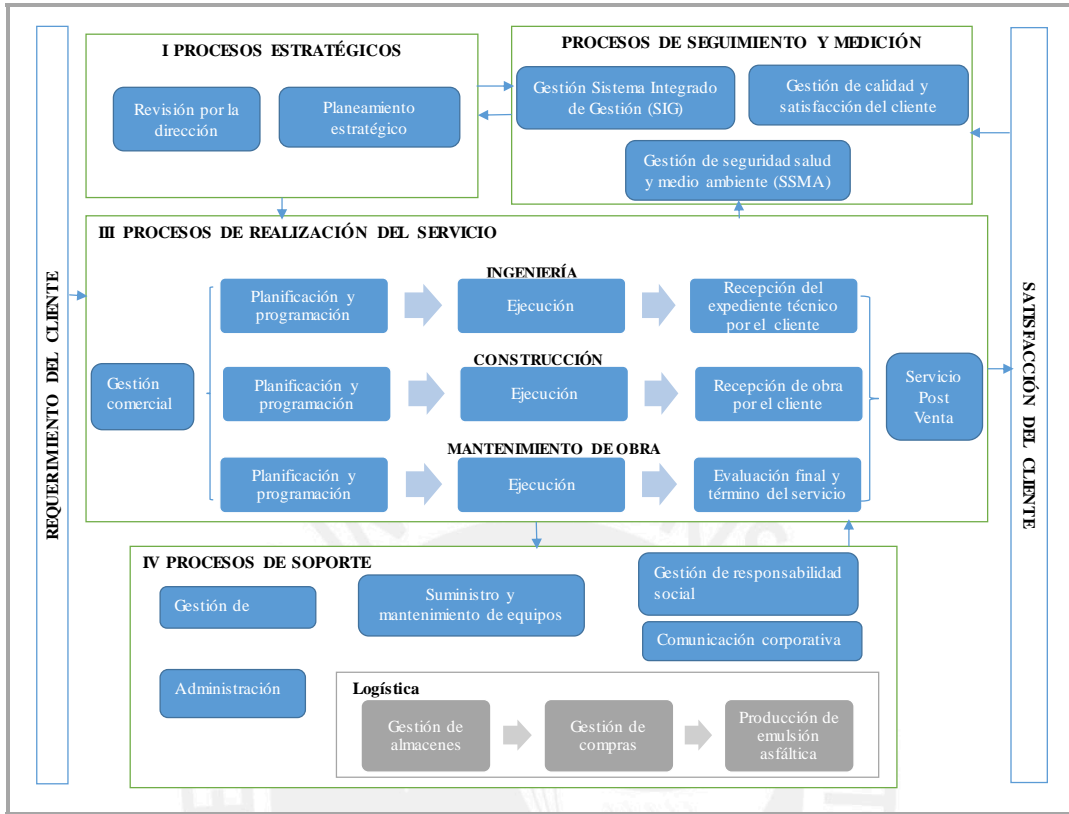 I PROCESOS ESTRATÉGICOS
Revisión por la
dirección
Planeamiento
estratégico
PROCESOS DE SEGUIMIENTO Y MEDICIÓN
Gestión Sistema Integrado
de Gestión (SIG)
Gestión de calidad y
satisfacción del cliente
Gestión de seguridad salud
y medio ambiente (SSMA)
REQUERIMIENTO DEL CLIENTE
III PROCESOS DE REALIZACIÓN DEL SERVICIO
Gestión
comercial
INGENIERÍA
Planificación y
programación
Ejecución
Recepción del
expediente técnico
por el cliente
CONSTRUCCIÓN
Planificación y
programación
Ejecución
Recepción de obra
por el cliente
MANTENIMIENTO DE OBRA
Planificación y
programación
Ejecución
Evaluación final y
término del servicio
Servicio
Post
Venta
SATISFACCIÓN DEL CLIENTE
IV PROCESOS DE SOPORTE
Gestión de
Suministro y
mantenimiento de equipos
Gestión de responsabilidad
social
Comunicación corporativa
Administración
Logística
Gestión de
almacenes
Gestión de
compras
Producción de
emulsión
asfáltica